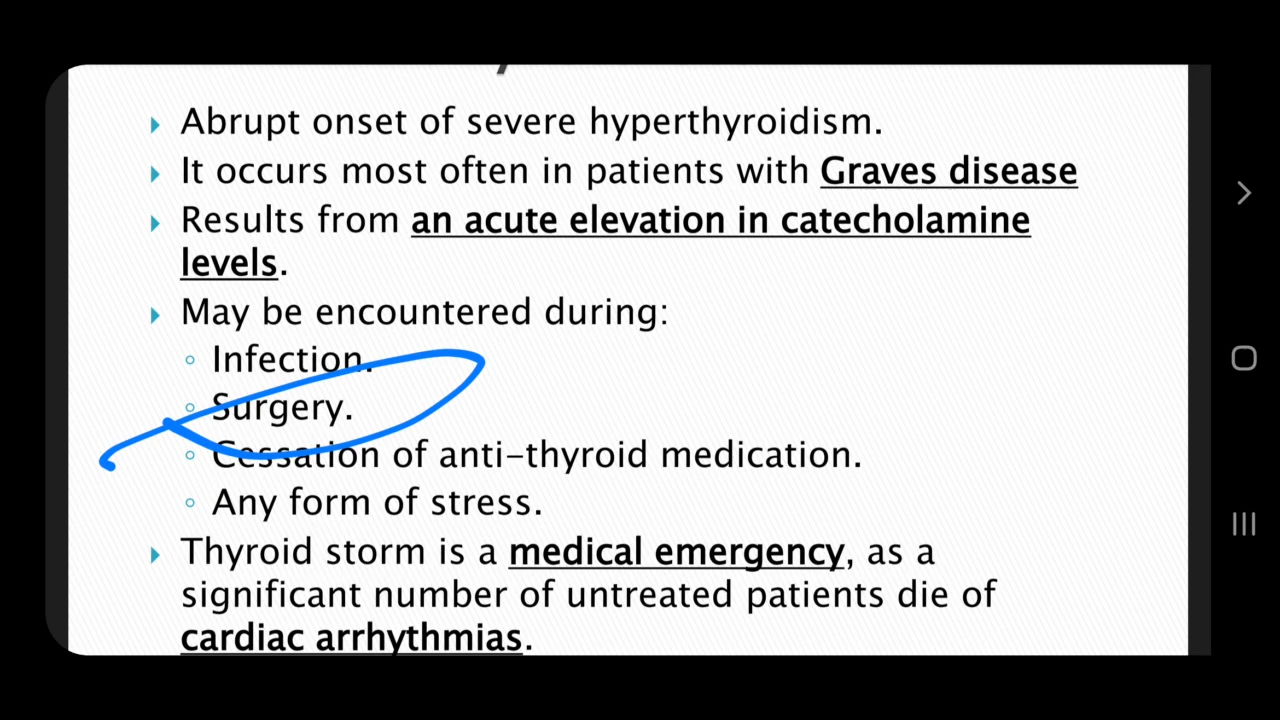 Abrupt onset of severe hyperthyroidism.
It occurs most often in patients with Graves disease
Results from an acute elevation in catecholamine
levels.
May be encountered during:
Infection.
Surgery.
Cessation of anti-thyroid medication.
Any form of stress.
Thyroid storm is a medical emergency, as a
significant number of untreated patients die of
cardiac arrhythmias.